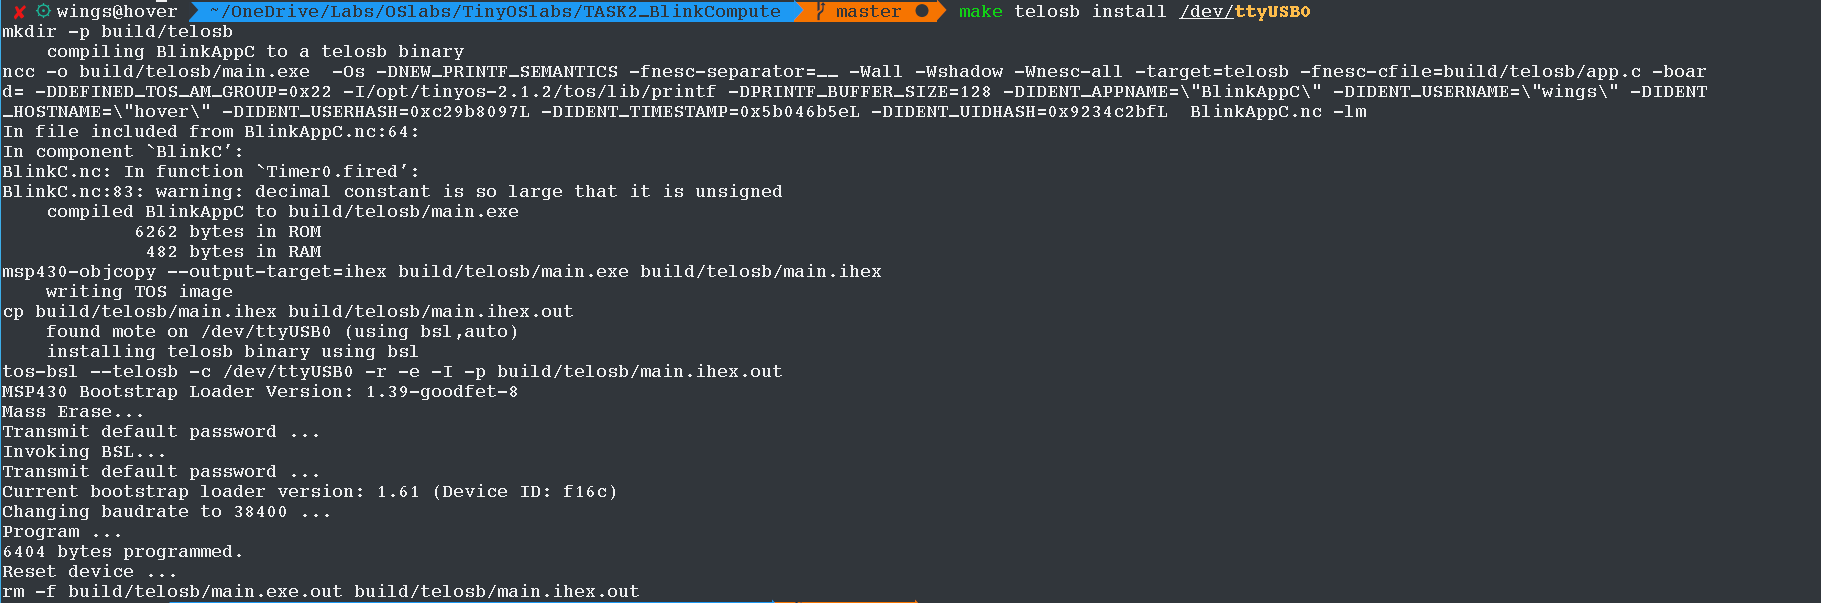 ✘ ⚙ wings@hover ~/OneDrive/Labs/OSlabs/TinyOSlabs/TASK2_BlinkCompute master ● make telosb install /dev/ttyUSB0
mkdir -p build/telosb
    compiling BlinkAppC to a telosb binary
ncc -o build/telosb/main.exe  -Os -DNEW_PRINTF_SEMANTICS -fnesc-separator=__ -Wall -Wshadow -Wnesc-all -target=telosb -fnesc-cfile=build/telosb/app.c -boar
d= -DDEFINED_TOS_AM_GROUP=0x22 -I/opt/tinyos-2.1.2/tos/lib/printf -DPRINTF_BUFFER_SIZE=128 -DIDENT_APPNAME=\"BlinkAppC\" -DIDENT_USERNAME=\"wings\" -DIDENT
_HOSTNAME=\"hover\" -DIDENT_USERHASH=0xc29b8097L -DIDENT_TIMESTAMP=0x5b046b5eL -DIDENT_UIDHASH=0x9234c2bfL  BlinkAppC.nc -lm
In file included from BlinkAppC.nc:64:
In component `BlinkC':
BlinkC.nc: In function `Timer0.fired':
BlinkC.nc:83: warning: decimal constant is so large that it is unsigned
    compiled BlinkAppC to build/telosb/main.exe
            6262 bytes in ROM
             482 bytes in RAM
msp430-objcopy --output-target=ihex build/telosb/main.exe build/telosb/main.ihex
    writing TOS image
cp build/telosb/main.ihex build/telosb/main.ihex.out
    found mote on /dev/ttyUSB0 (using bsl,auto)
    installing telosb binary using bsl
tos-bsl --telosb -c /dev/ttyUSB0 -r -e -I -p build/telosb/main.ihex.out
MSP430 Bootstrap Loader Version: 1.39-goodfet-8
Mass Erase...
Transmit default password ...
Invoking BSL...
Transmit default password ...
Current bootstrap loader version: 1.61 (Device ID: f16c)
Changing baudrate to 38400 ...
Program ...
6404 bytes programmed.
Reset device ...
rm -f build/telosb/main.exe.out build/telosb/main.ihex.out